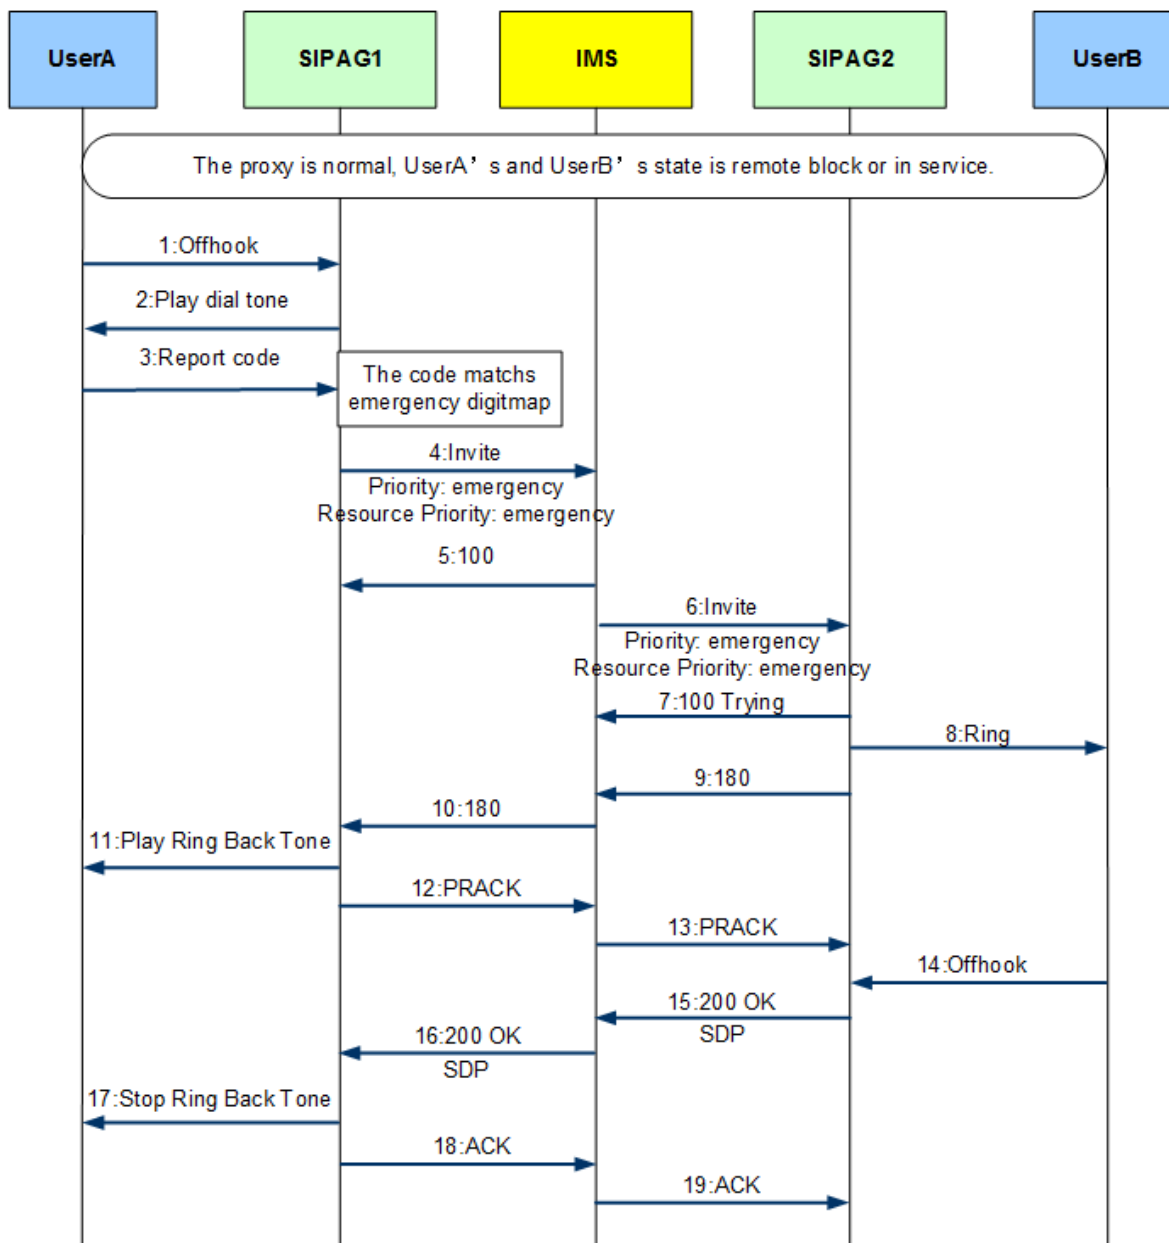 UserA
SIPAG1
IMS
SIPAG2
UserB
The proxy is normal, UserA’s and UserB’s state is remote block or in service.
1:Offhook
2:Play dial tone
3:Report code
The code matchs
emergency digitmap
4:Invite
Priority: emergency
Resource Priority: emergency
5:100
6:Invite
Priority: emergency
Resource Priority: emergency
7:100 Trying
8:Ring
9:180
10:180
11:Play Ring Back Tone
12:PRACK
13:PRACK
14:Offhook
15:200 OK
SDP
16:200 OK
SDP
17:Stop Ring Back Tone
18:ACK
19:ACK